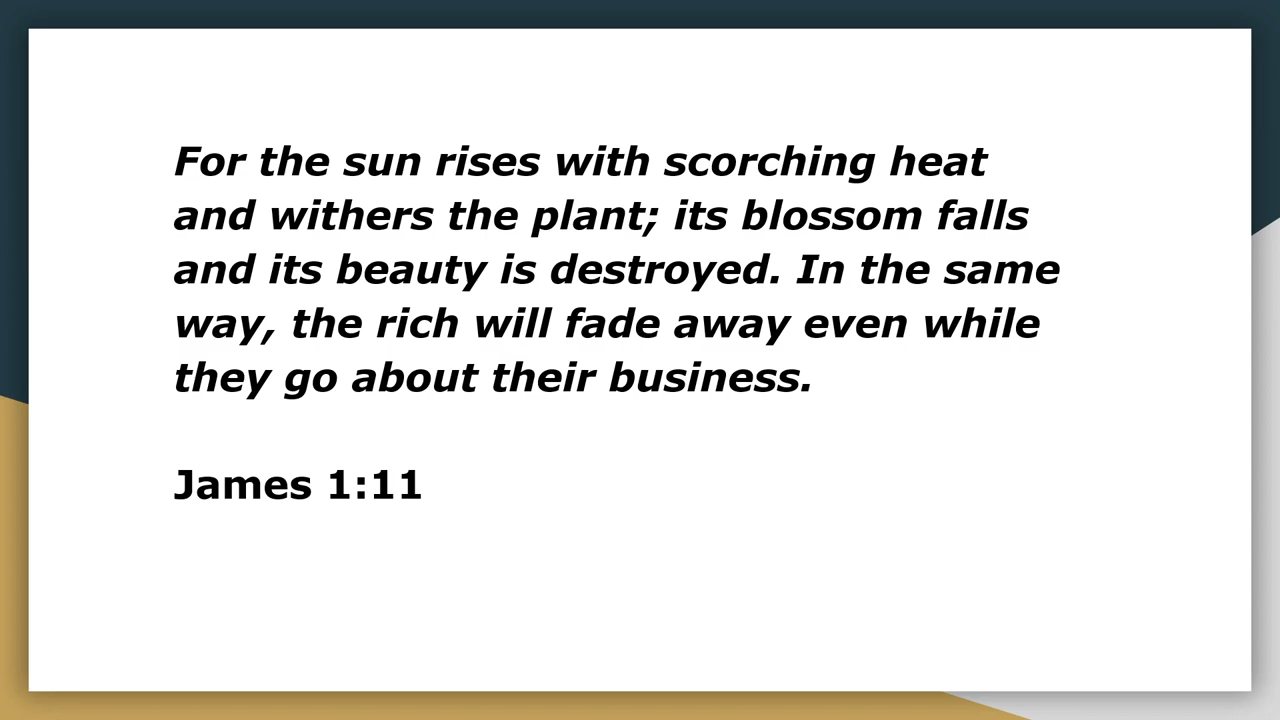 For the sun rises with scorching heat
and withers the plant; its blossom falls
and its beauty is destroyed. In the same
way, the rich will fade away even while
they go about their business.
James 1:11